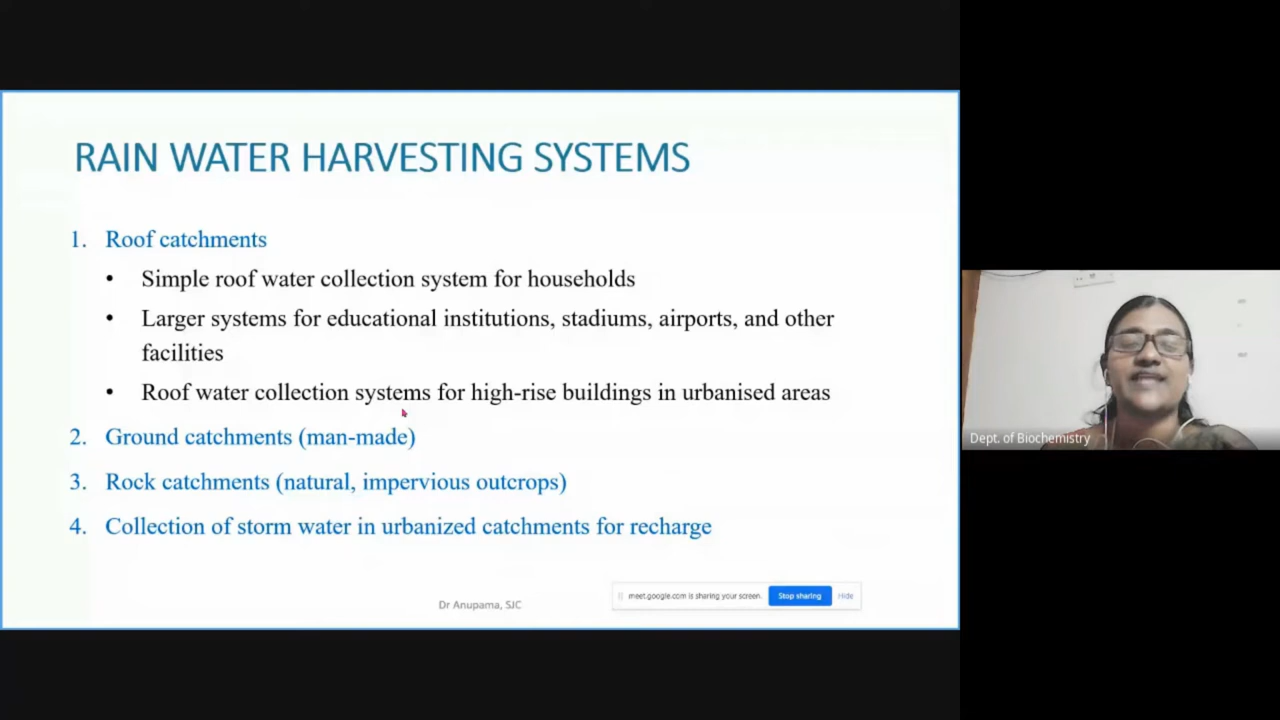 RAIN WATER HARVESTING SYSTEMS
1. Roof catchments
• Simple roof water collection system for households
• Larger systems for educational institutions, stadiums, airports, and other
facilities
• Roof water collection systems for high-rise buildings in urbanised areas
2. Ground catchments (man-made)
3. Rock catchments (natural, impervious outcrops)
4. Collection of storm water in urbanized catchments for recharge
Dr Anupama, SJC
meet.google.com is sharing your screen. Stop sharing Hide
Dept. of Biochemistry